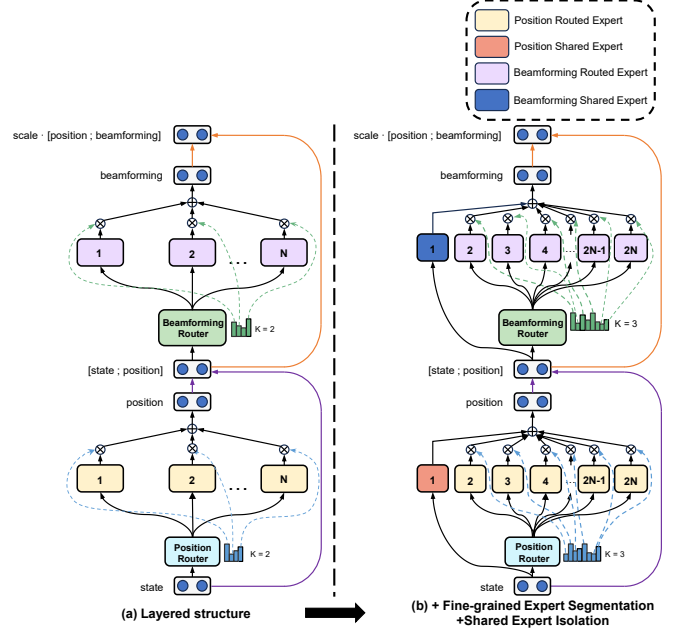 Position Routed Expert
Position Shared Expert
Beamforming Routed Expert
Beamforming Shared Expert
scale · [position ; beamforming]
beamforming
1
2
...
N
Beamforming
Router
K = 2
[state ; position]
position
1
2
...
N
Position
Router
K = 2
state
(a) Layered structure
scale · [position ; beamforming]
beamforming
1
2
3
4
...
2N-1
2N
Beamforming
Router
K = 3
[state ; position]
position
1
2
3
4
...
2N-1
2N
Position
Router
K = 3
state
(b) + Fine-grained Expert Segmentation
+Shared Expert Isolation